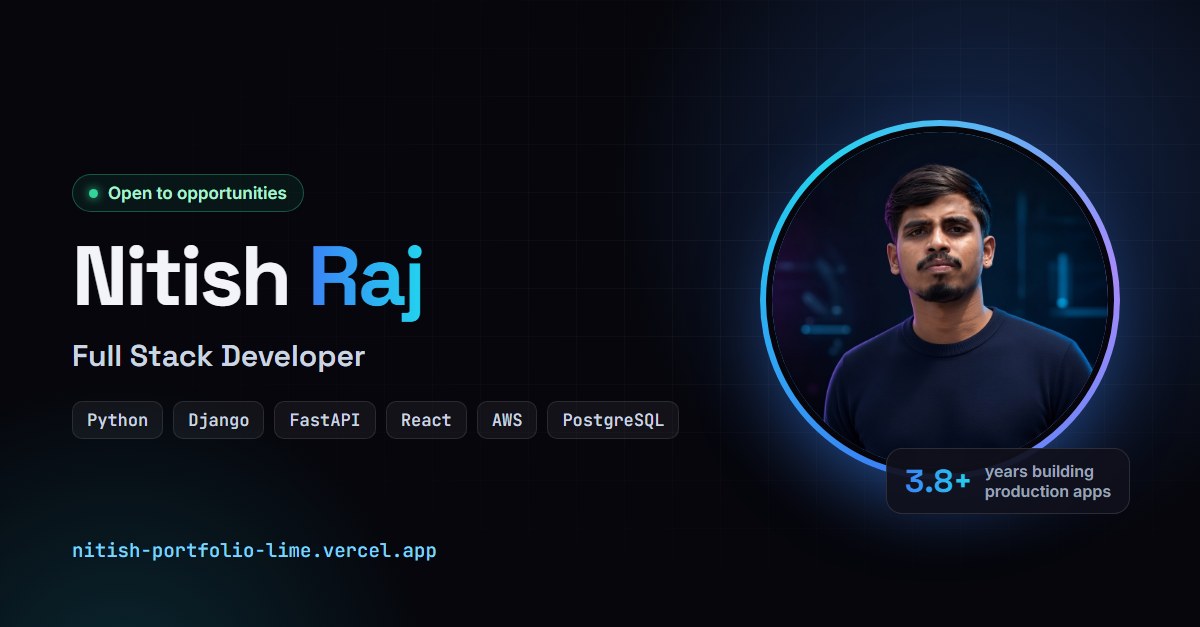 Open to opportunities
Nitish Raj
Full Stack Developer
Python Django FastAPI React AWS PostgreSQL
3.8+ years building
production apps
nitish-portfolio-lime.vercel.app